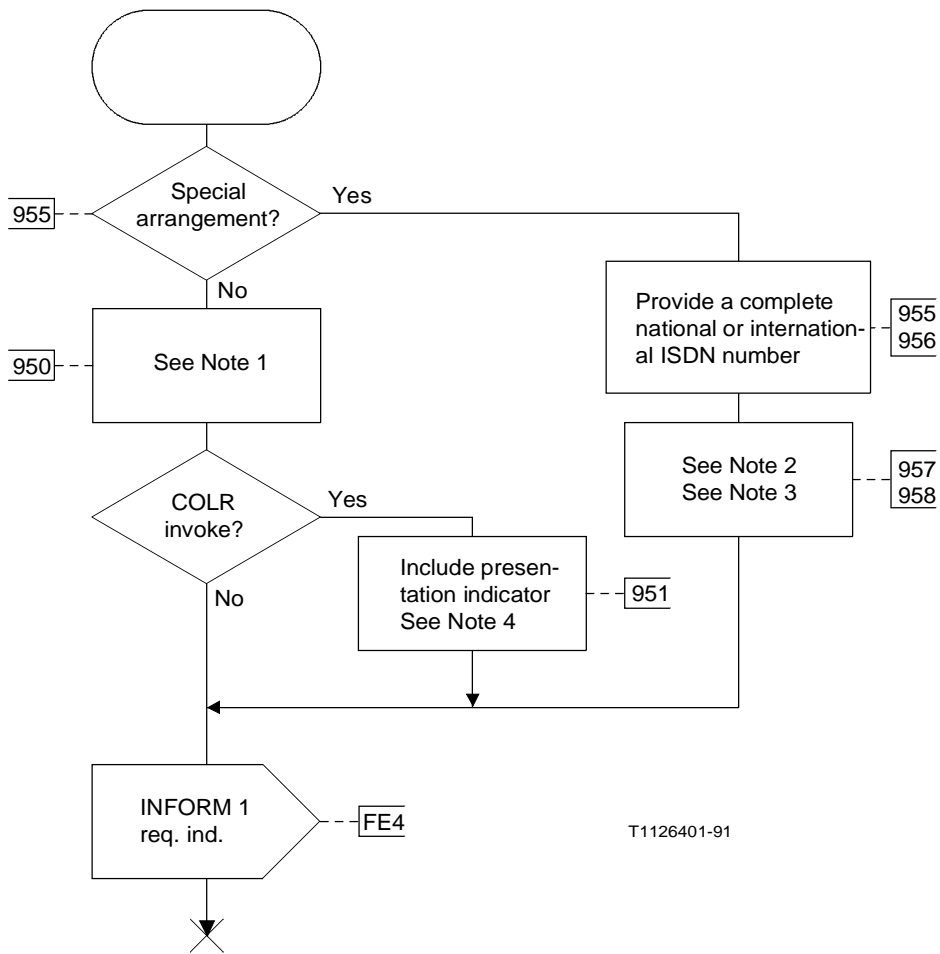 Special
arrangement?
Yes
955
No
Provide a complete
national or internation-
al ISDN number
955
956
See Note 1
950
See Note 2
See Note 3
957
958
COLR
invoke?
Yes
No
Include presen-
tation indicator
See Note 4
951
INFORM 1
req. ind.
FE4
T1126401-91